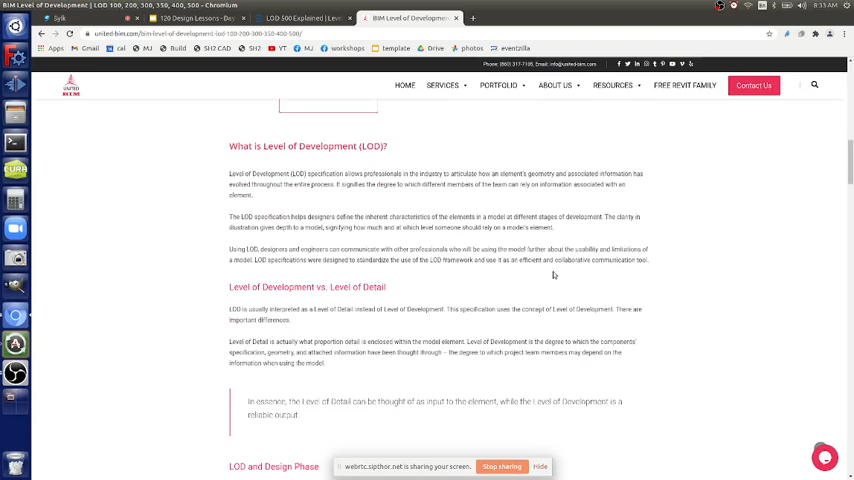 BIM Level of Development | LOD 100, 200, 300, 350, 400, 500 - Chromium
8:33 AM
Sylk
120 Design Lessons - Day
LOD 500 Explained | Level
BIM Level of Development
united-bim.com/bim-level-of-development-lod-100-200-300-350-400-500/
Apps Gmail cal MJ Build SH2 CAD SH2 YT MJ workshops template Drive photos eventzilla
Phone: (860) 317-7105, Email: info@united-bim.com
UNITED BIM
HOME SERVICES PORTFOLIO ABOUT US RESOURCES FREE REVIT FAMILY Contact Us
What is Level of Development (LOD)?
Level of Development (LOD) specification allows professionals in the industry to articulate how an element's geometry and associated information has
evolved throughout the entire process. It signifies the degree to which different members of the team can rely on information associated with an
element.
The LOD specification helps designers define the inherent characteristics of the elements in a model at different stages of development. The clarity in
illustration gives depth to a model, signifying how much and at which level someone should rely on a model's element.
Using LOD, designers and engineers can communicate with other professionals who will be using the model further about the usability and limitations of
a model. LOD specifications were designed to standardize the use of the LOD framework and use it as an efficient and collaborative communication tool.
Level of Development vs. Level of Detail
LOD is usually interpreted as a Level of Detail instead of Level of Development. This specification uses the concept of Level of Development. There are
important differences.
Level of Detail is actually what proportion detail is enclosed within the model element. Level of Development is the degree to which the components'
specification, geometry, and attached information have been thought through – the degree to which project team members may depend on the
information when using the model.
In essence, the Level of Detail can be thought of as input to the element, while the Level of Development is a
reliable output.
LOD and Design Phase
webrtc.sipthor.net is sharing your screen. Stop sharing Hide
CURA